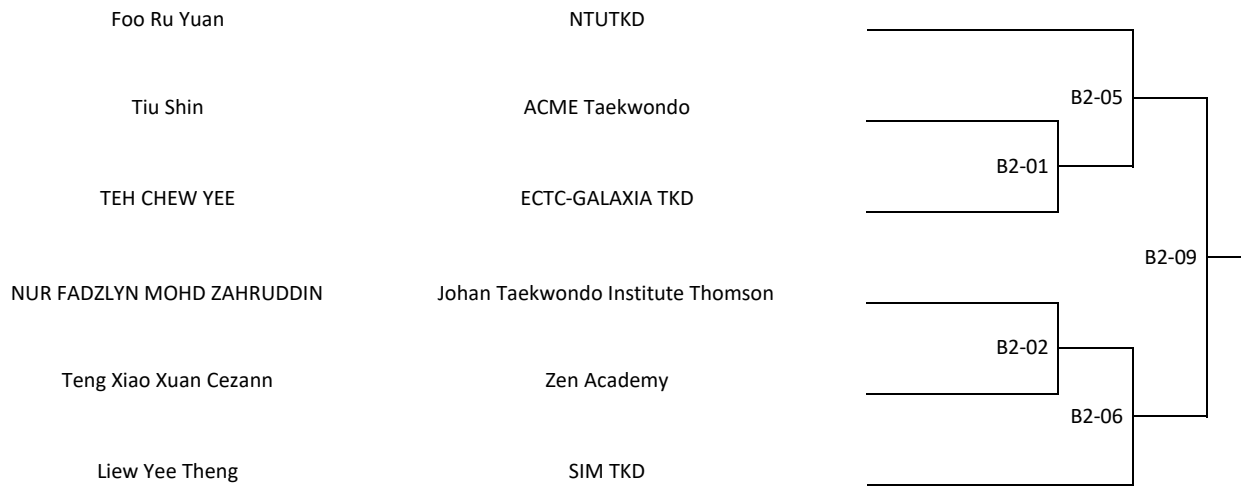 Foo Ru Yuan NTUTKD
B2-05
Tiu Shin ACME Taekwondo
B2-01
TEH CHEW YEE ECTC-GALAXIA TKD
B2-09
NUR FADZLYN MOHD ZAHRUDDIN Johan Taekwondo Institute Thomson
B2-02
Teng Xiao Xuan Cezann Zen Academy
B2-06
Liew Yee Theng SIM TKD